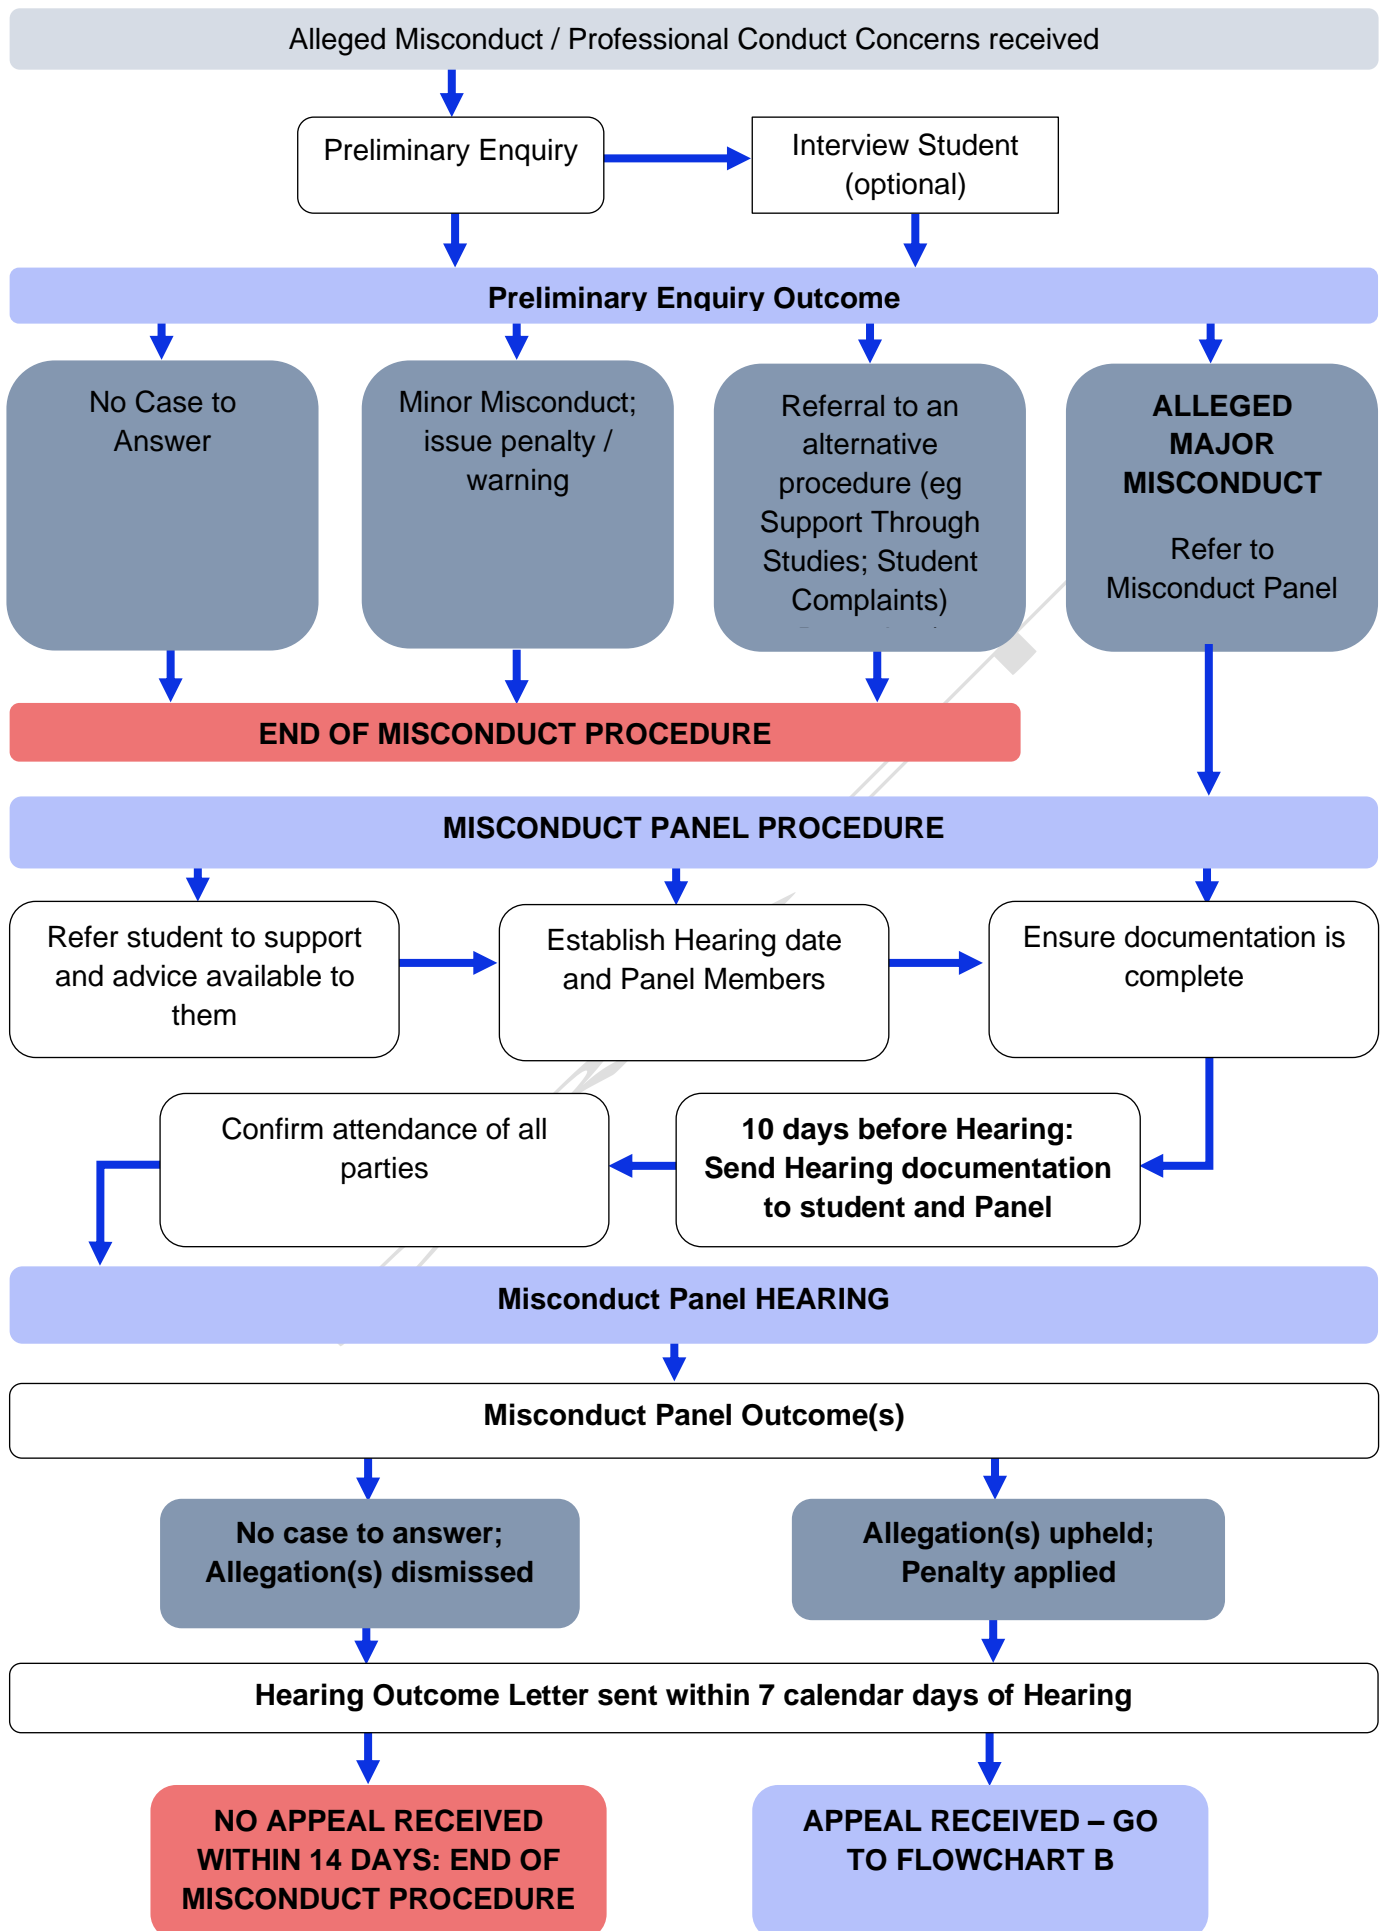 Alleged Misconduct / Professional Conduct Concerns received
Preliminary Enquiry
Interview Student
(optional)
Preliminary Enquiry Outcome
No Case to
Answer
Minor Misconduct;
issue penalty /
warning
Referral to an
alternative
procedure (eg
Support Through
Studies; Student
Complaints)
ALLEGED
MAJOR
MISCONDUCT
Refer to
Misconduct Panel
END OF MISCONDUCT PROCEDURE
MISCONDUCT PANEL PROCEDURE
Refer student to support
and advice available to
them
Establish Hearing date
and Panel Members
Ensure documentation is
complete
Confirm attendance of all
parties
10 days before Hearing:
Send Hearing documentation
to student and Panel
Misconduct Panel HEARING
Misconduct Panel Outcome(s)
No case to answer;
Allegation(s) dismissed
Allegation(s) upheld;
Penalty applied
Hearing Outcome Letter sent within 7 calendar days of Hearing
NO APPEAL RECEIVED
WITHIN 14 DAYS: END OF
MISCONDUCT PROCEDURE
APPEAL RECEIVED – GO
TO FLOWCHART B